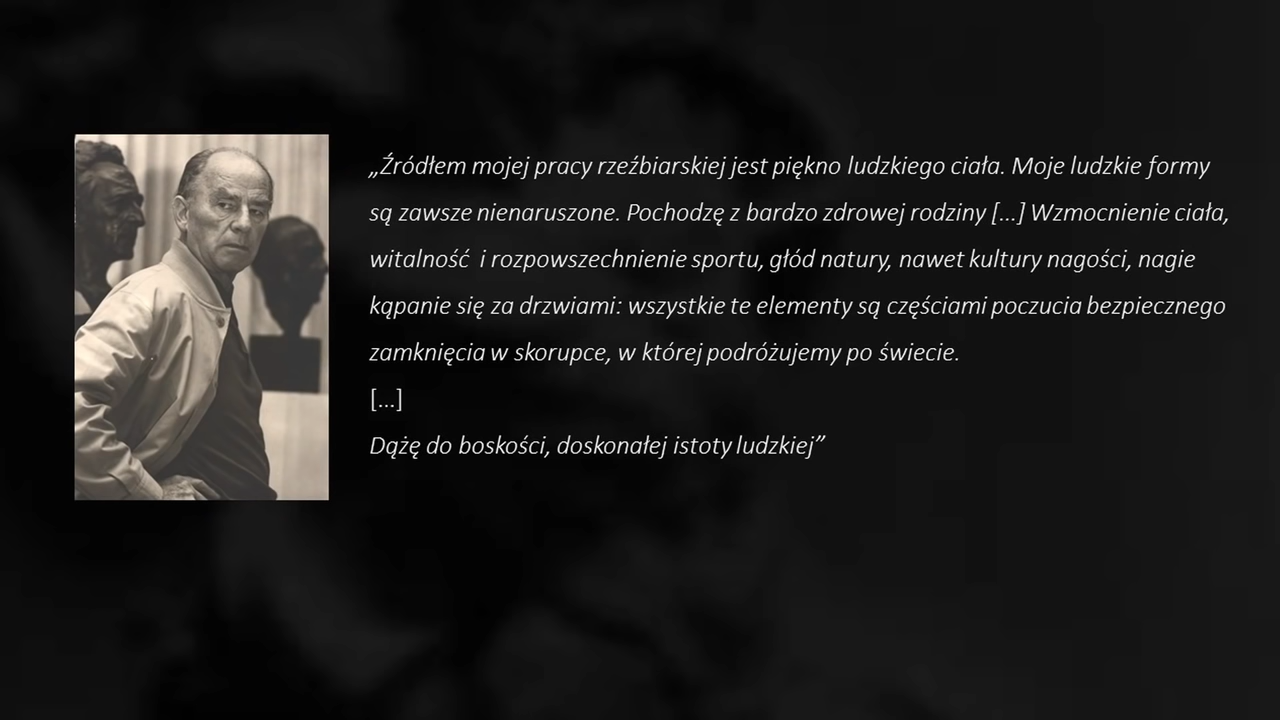 „Źródłem mojej pracy rzeźbiarskiej jest piękno ludzkiego ciała. Moje ludzkie formy
są zawsze nienaruszone. Pochodzę z bardzo zdrowej rodziny [...] Wzmocnienie ciała,
witalność i rozpowszechnienie sportu, głód natury, nawet kultury nagości, nagie
kąpanie się za drzwiami: wszystkie te elementy są częściami poczucia bezpiecznego
zamknięcia w skorupce, w której podróżujemy po świecie.
[...]
Dążę do boskości, doskonałej istoty ludzkiej”